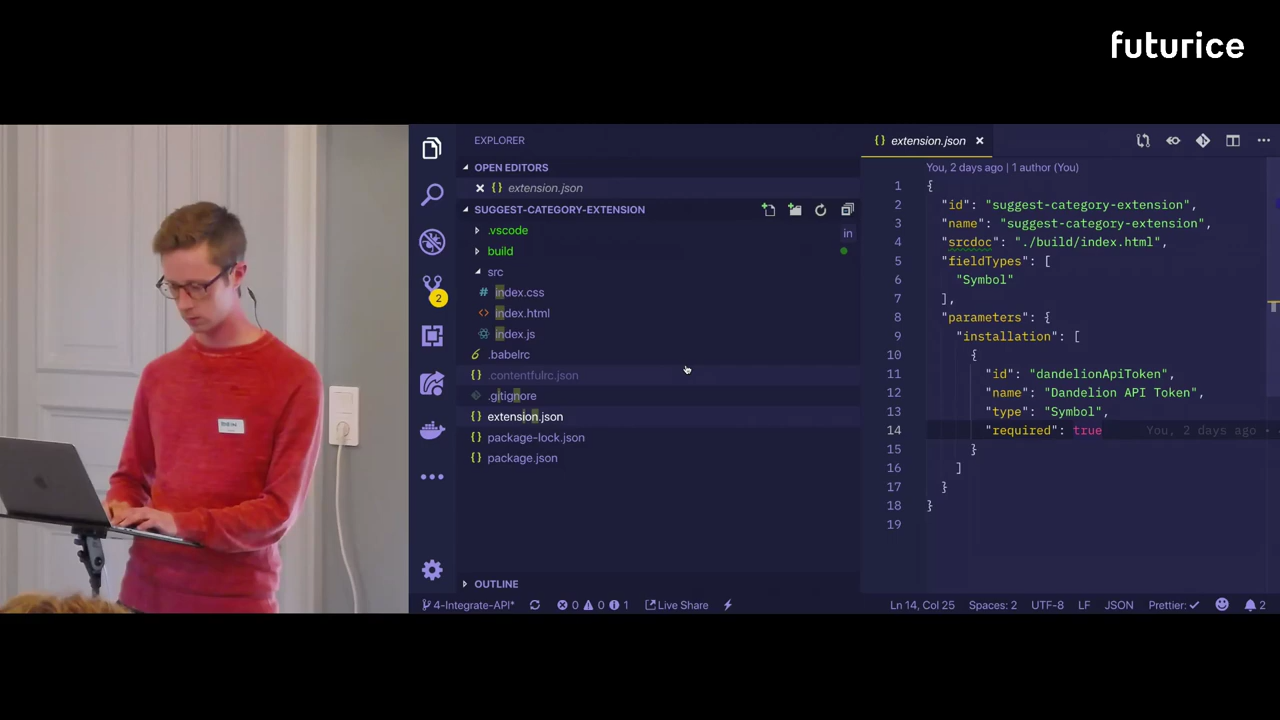 futurice
EXPLORER
OPEN EDITORS
extension.json
SUGGEST-CATEGORY-EXTENSION
.vscode
in
build
src
index.css
index.html
index.js
.babelrc
.contentfulrc.json
.gitignore
extension.json
package-lock.json
package.json
OUTLINE
2
4-Integrate-API*
0 0 1
Live Share
extension.json
You, 2 days ago | 1 author (You)
1 {
2 "id": "suggest-category-extension",
3 "name": "suggest-category-extension",
4 "srcdoc": "./build/index.html",
5 "fieldTypes": [
6 "Symbol"
7 ],
8 "parameters": {
9 "installation": [
10 {
11 "id": "dandelionApiToken",
12 "name": "Dandelion API Token",
13 "type": "Symbol",
14 "required": true You, 2 days ago •
15 }
16 ]
17 }
18 }
19
Ln 14, Col 25 Spaces: 2 UTF-8 LF JSON Prettier: ✓ 2